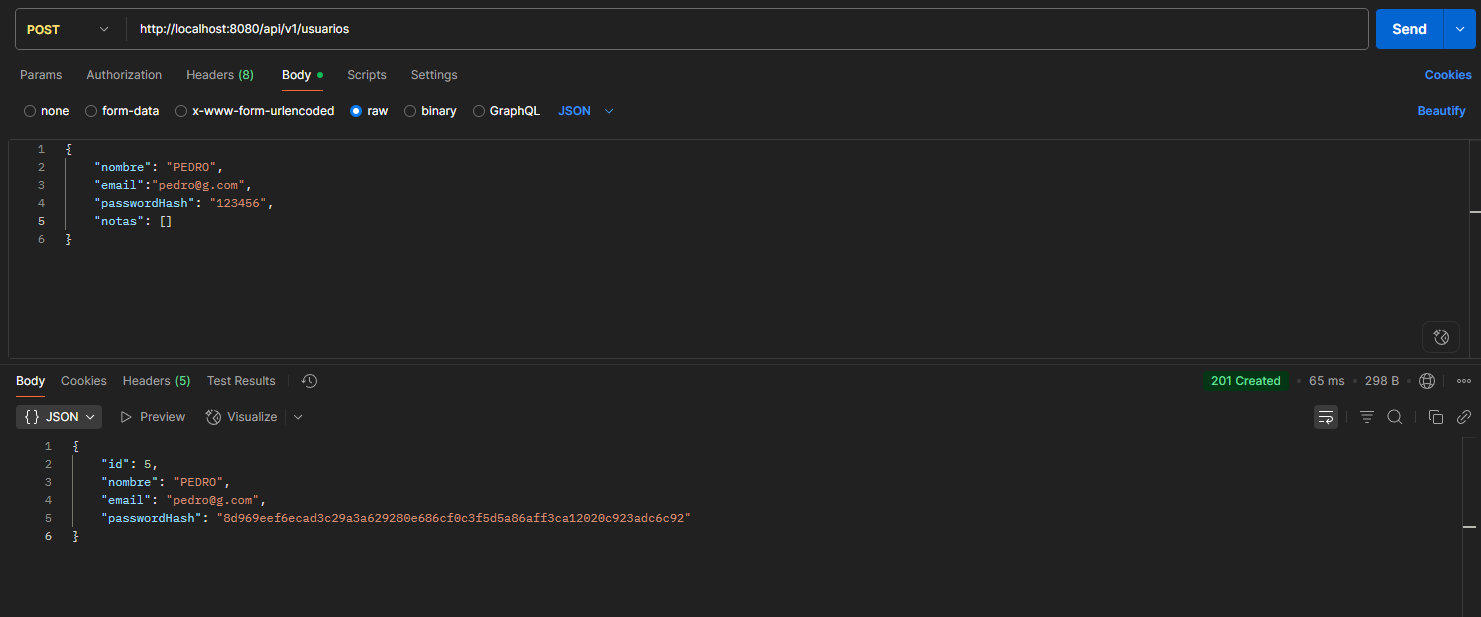 POST http://localhost:8080/api/v1/usuarios Send
Params Authorization Headers (8) Body Scripts Settings Cookies
none form-data x-www-form-urlencoded raw binary GraphQL JSON Beautify
1 {
2 "nombre": "PEDRO",
3 "email":"pedro@g.com",
4 "passwordHash": "123456",
5 "notas": []
6 }
Body Cookies Headers (5) Test Results 201 Created • 65 ms • 298 B •
{} JSON Preview Visualize
1 {
2 "id": 5,
3 "nombre": "PEDRO",
4 "email": "pedro@g.com",
5 "passwordHash": "8d969eef6ecad3c29a3a629280e686cf0c3f5d5a86aff3ca12020c923adc6c92"
6 }